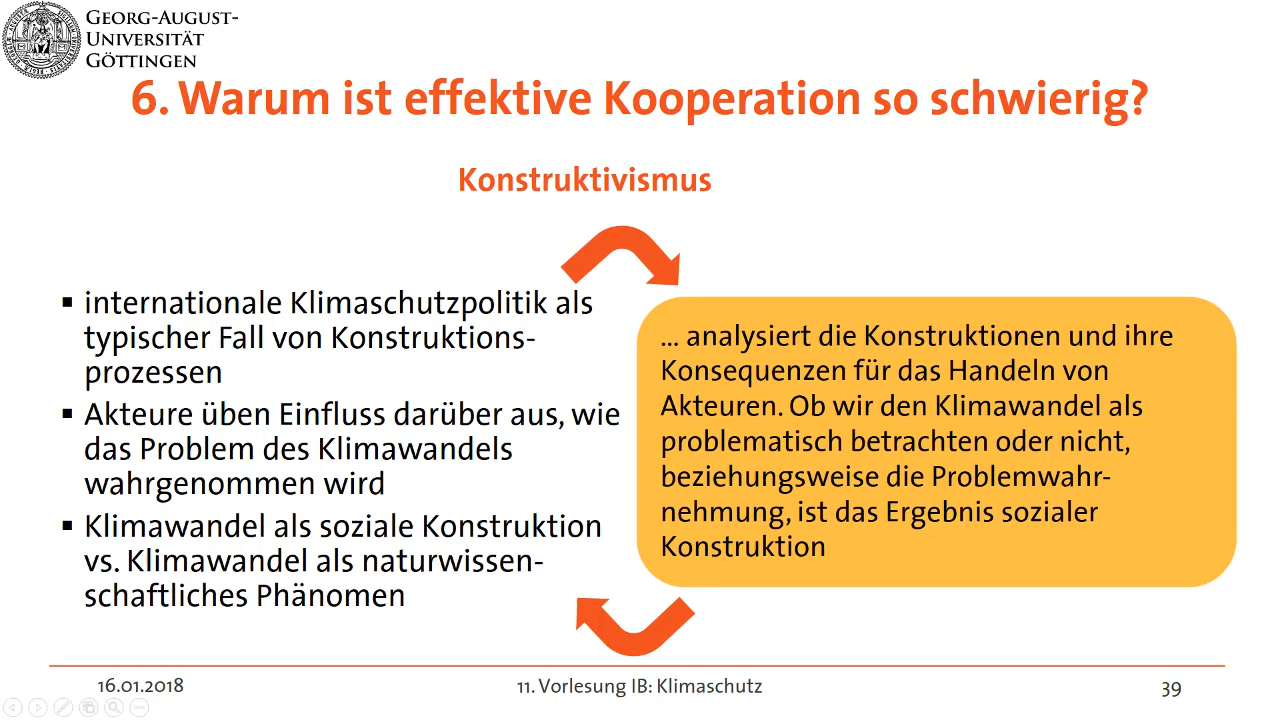 GEORG-AUGUST-
UNIVERSITÄT
GÖTTINGEN
6. Warum ist effektive Kooperation so schwierig?
Konstruktivismus
▪ internationale Klimaschutzpolitik als
typischer Fall von Konstruktions-
prozessen
▪ Akteure üben Einfluss darüber aus, wie
das Problem des Klimawandels
wahrgenommen wird
▪ Klimawandel als soziale Konstruktion
vs. Klimawandel als naturwissen-
schaftliches Phänomen
... analysiert die Konstruktionen und ihre
Konsequenzen für das Handeln von
Akteuren. Ob wir den Klimawandel als
problematisch betrachten oder nicht,
beziehungsweise die Problemwahr-
nehmung, ist das Ergebnis sozialer
Konstruktion
16.01.2018
11. Vorlesung IB: Klimaschutz
39